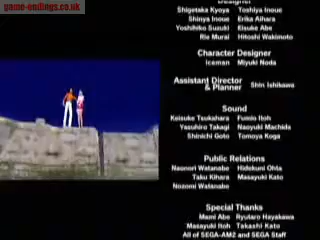 game-endings.co.uk
Designer
Shigetaka Kyoya Toshiya Inoue
Shinya Inoue Erika Aihara
Yoshihiko Suzuki Eisuke Abe
Rie Murai Hitoshi Wakimoto
Character Designer
Iceman Miyuki Noda
Assistant Director
& Planner Shin Ishikawa
Sound
Keisuke Tsukahara Fumio Itoh
Yasuhiro Takagi Naoyuki Machida
Shinichi Goto Tomoya Koga
Public Relations
Naonori Watanabe Hidekuni Ohta
Taku Kihara Masayuki Kato
Nozomi Watanabe
Special Thanks
Mami Abe Ryutaro Hayakawa
Masayuki Itoh Takashi Kato
All of SEGA-AM2 and SEGA Staff